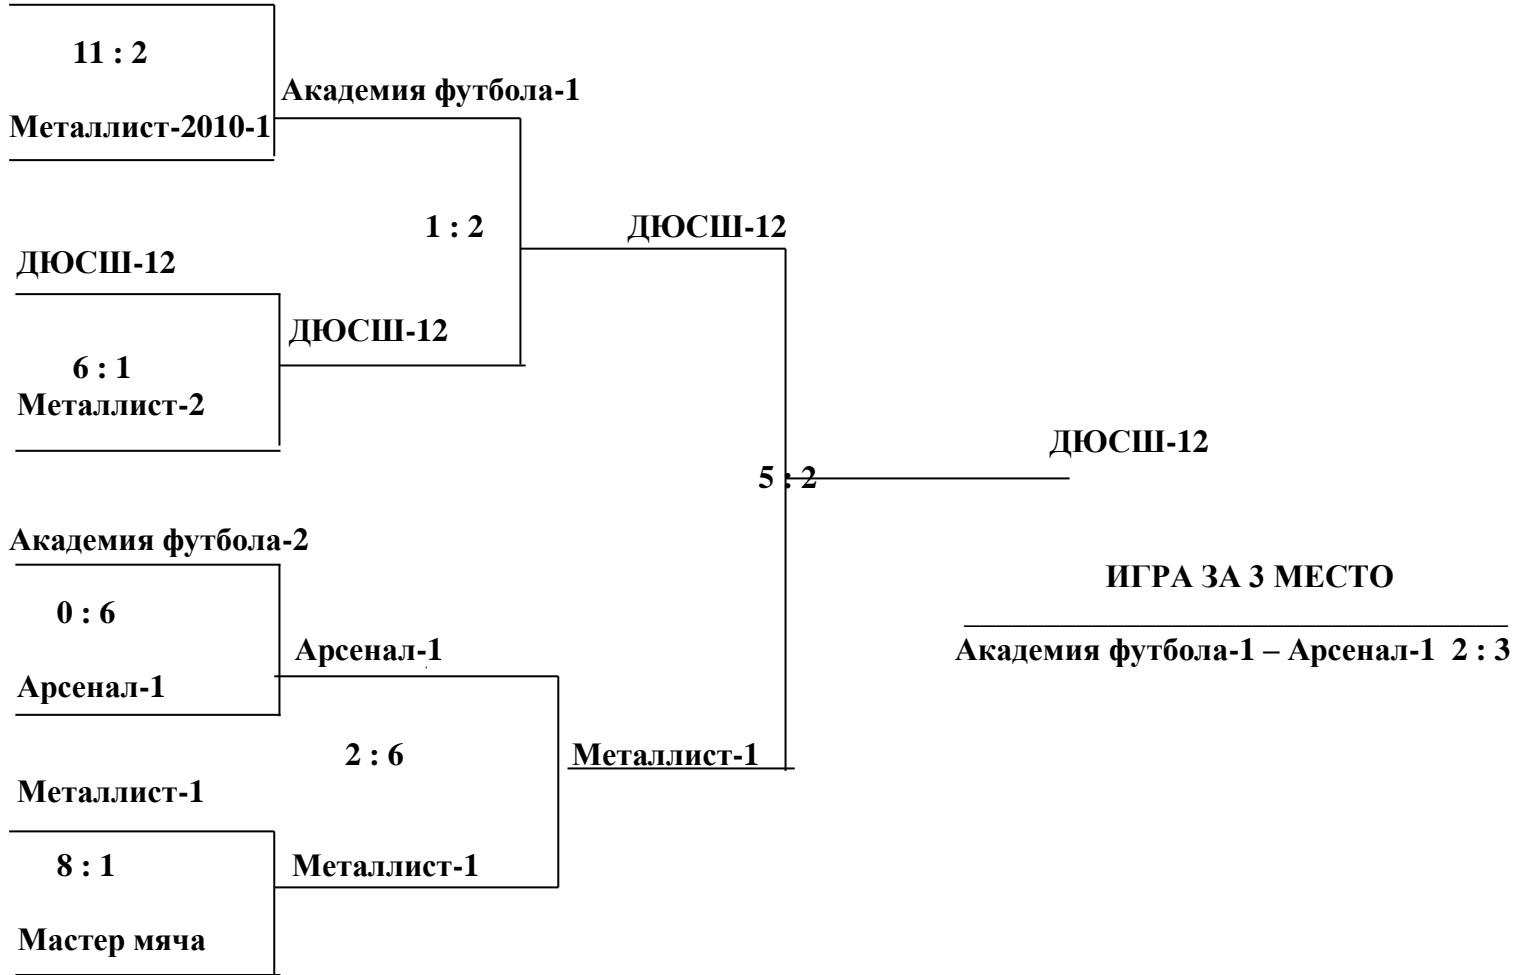 11 : 2
Академия футбола-1
Металлист-2010-1
1 : 2
ДЮСШ-12
ДЮСШ-12
ДЮСШ-12
6 : 1
Металлист-2
ДЮСШ-12
5 : 2
Академия футбола-2
ИГРА ЗА 3 МЕСТО
0 : 6
Арсенал-1
Академия футбола-1 – Арсенал-1 2 : 3
Арсенал-1
2 : 6
Металлист-1
Металлист-1
8 : 1
Металлист-1
Мастер мяча